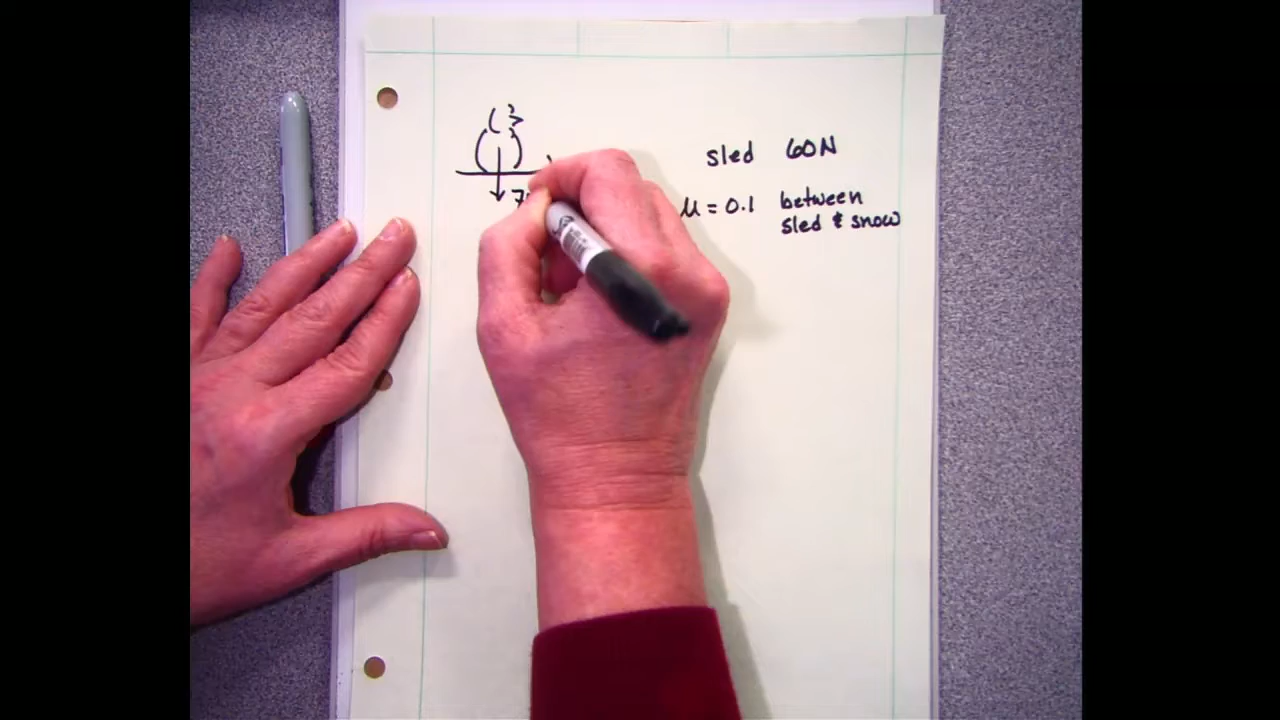 sled 60N
μ = 0.1 between
sled & snow